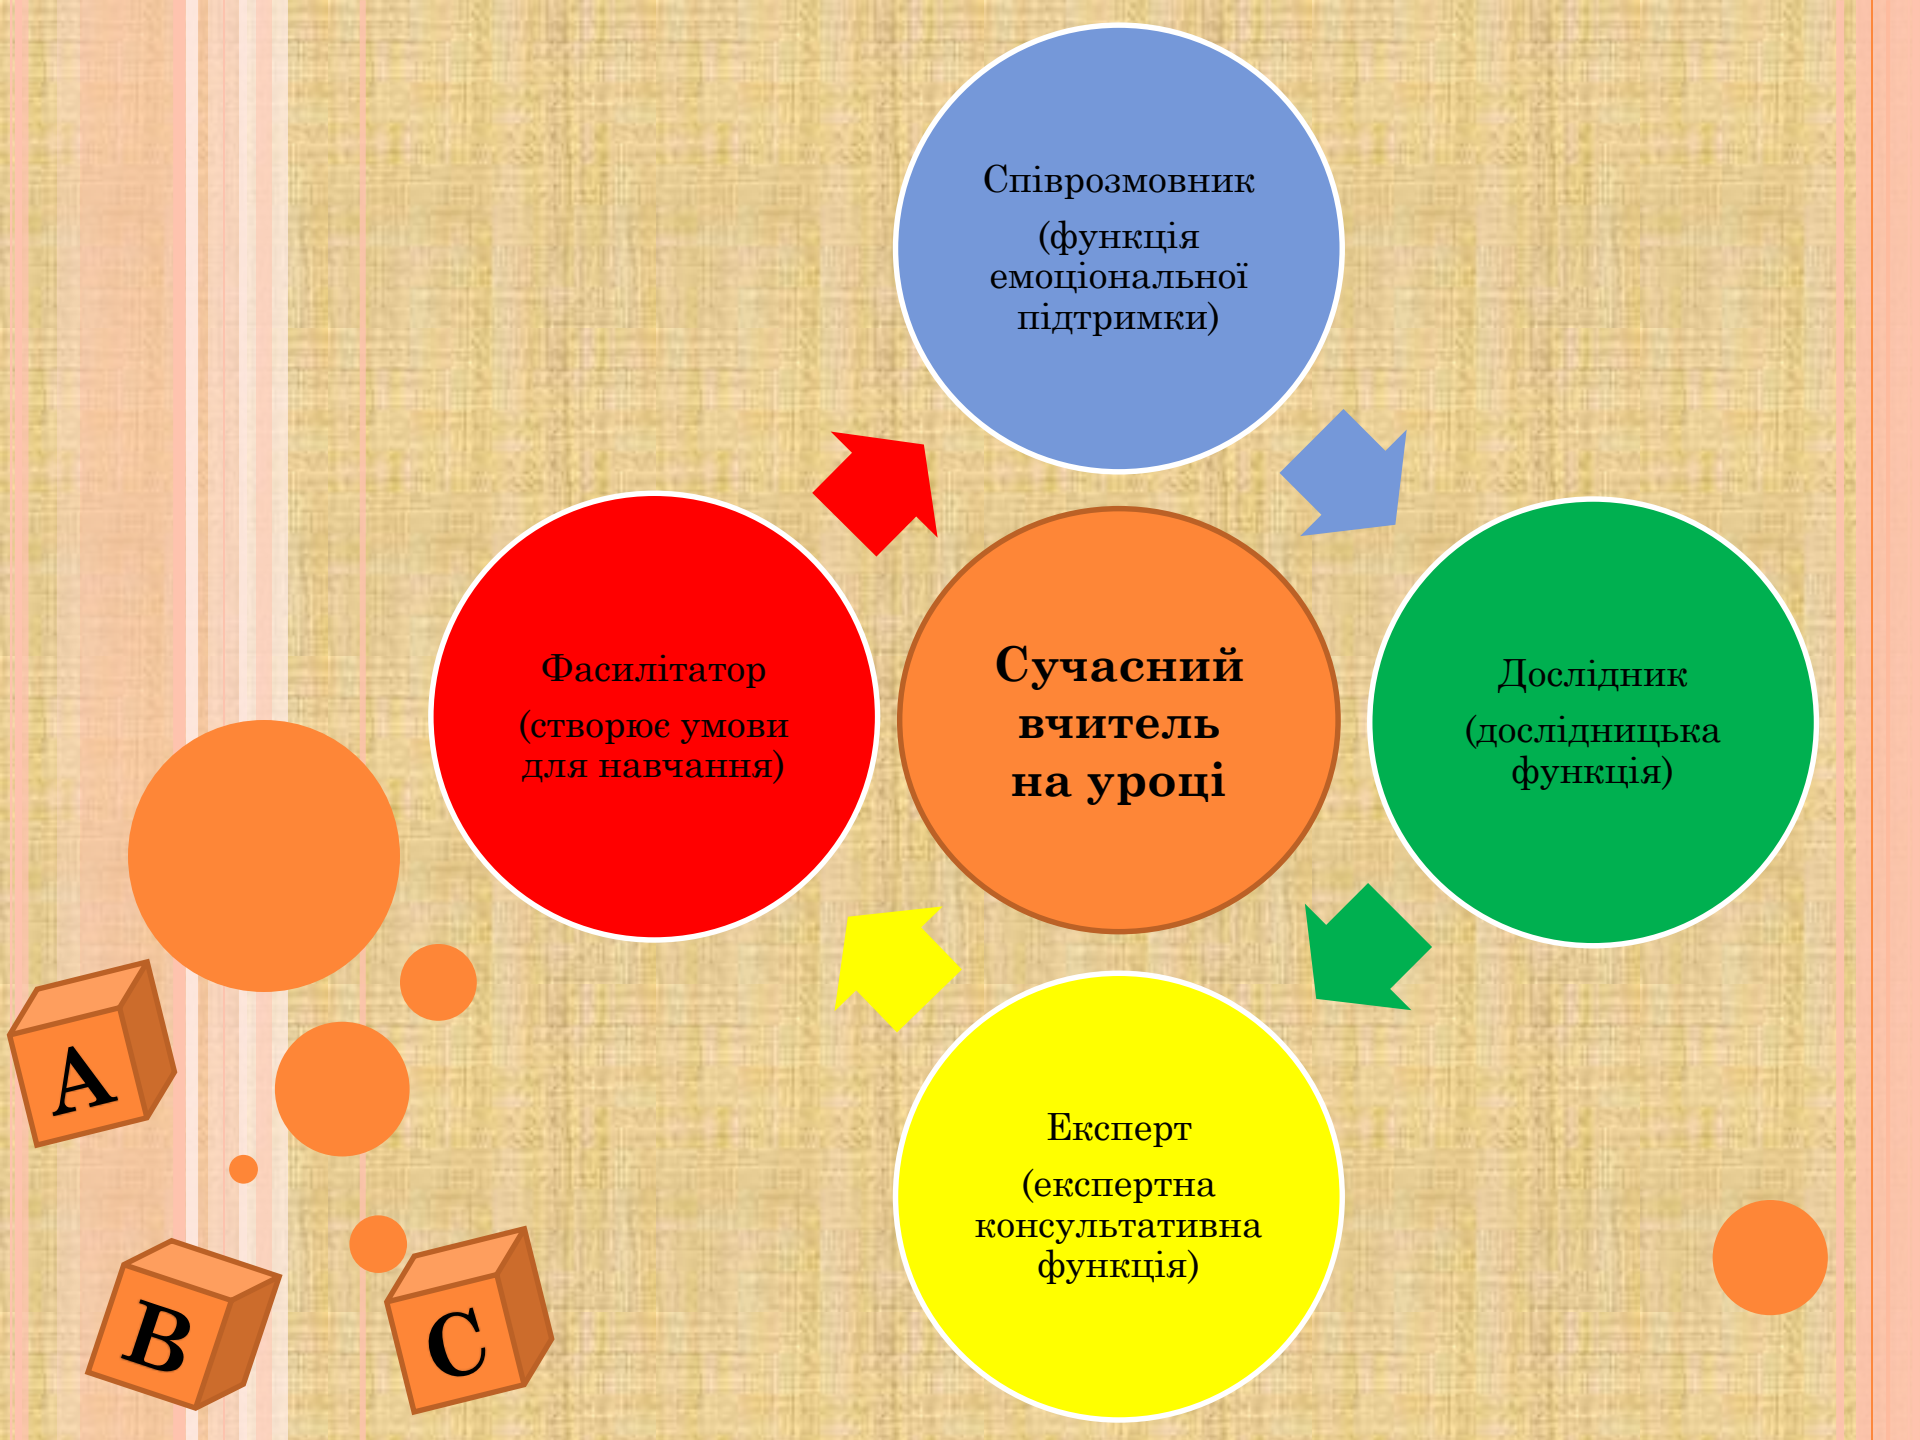 Співрозмовник
(функція
емоціональної
підтримки)
Фасилітатор
(створює умови
для навчання)
Сучасний
вчитель
на уроці
Дослідник
(дослідницька
функція)
Експерт
(експертна
консультативна
функція)
A
B
C